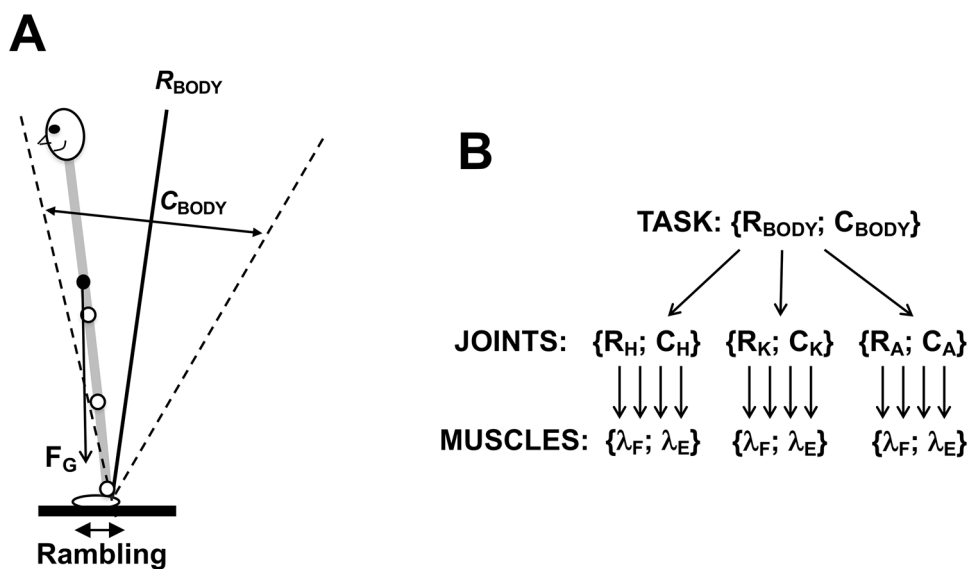 A
R_BODY
C_BODY
F_G
Rambling
B
TASK: {R_BODY; C_BODY}
JOINTS: {R_H; C_H} {R_K; C_K} {R_A; C_A}
MUSCLES: {λ_F; λ_E} {λ_F; λ_E} {λ_F; λ_E}